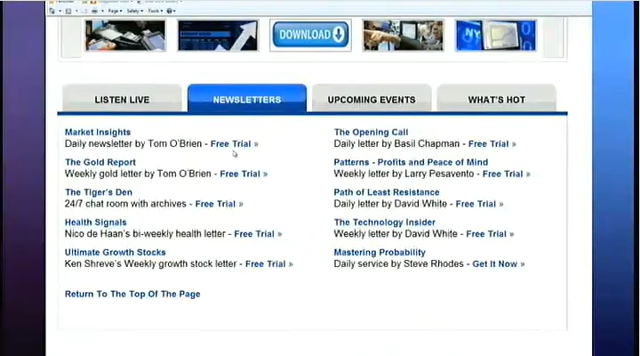 Page
Safety
Tools
DOWNLOAD
LISTEN LIVE
NEWSLETTERS
UPCOMING EVENTS
WHAT'S HOT
Market Insights
Daily newsletter by Tom O'Brien - Free Trial »
The Gold Report
Weekly gold letter by Tom O'Brien - Free Trial »
The Tiger's Den
24/7 chat room with archives - Free Trial »
Health Signals
Nico de Haan's bi-weekly health letter - Free Trial »
Ultimate Growth Stocks
Ken Shreve's Weekly growth stock letter - Free Trial »
The Opening Call
Daily letter by Basil Chapman - Free Trial »
Patterns - Profits and Peace of Mind
Weekly letter by Larry Pesavento - Free Trial »
Path of Least Resistance
Daily letter by David White - Free Trial »
The Technology Insider
Weekly letter by David White - Free Trial »
Mastering Probability
Daily service by Steve Rhodes - Get It Now »
Return To The Top Of The Page